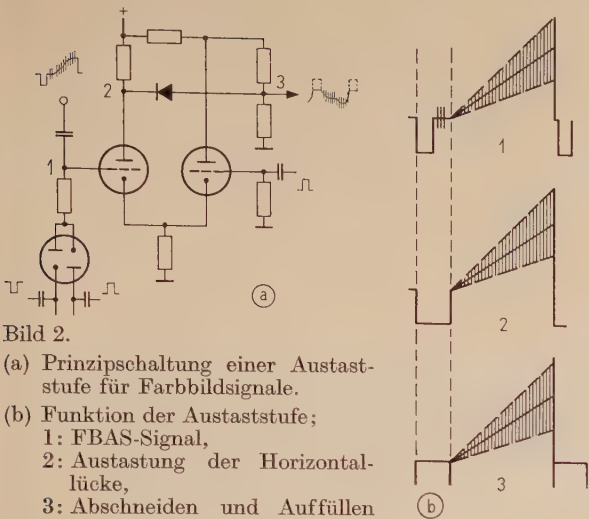 +
2
3
1
a
1
2
3
b
Bild 2.
(a) Prinzipschaltung einer Austast-
stufe für Farbbildsignale.
(b) Funktion der Austaststufe;
1: FBAS-Signal,
2: Austastung der Horizontal-
lücke,
3: Abschneiden und Auffüllen